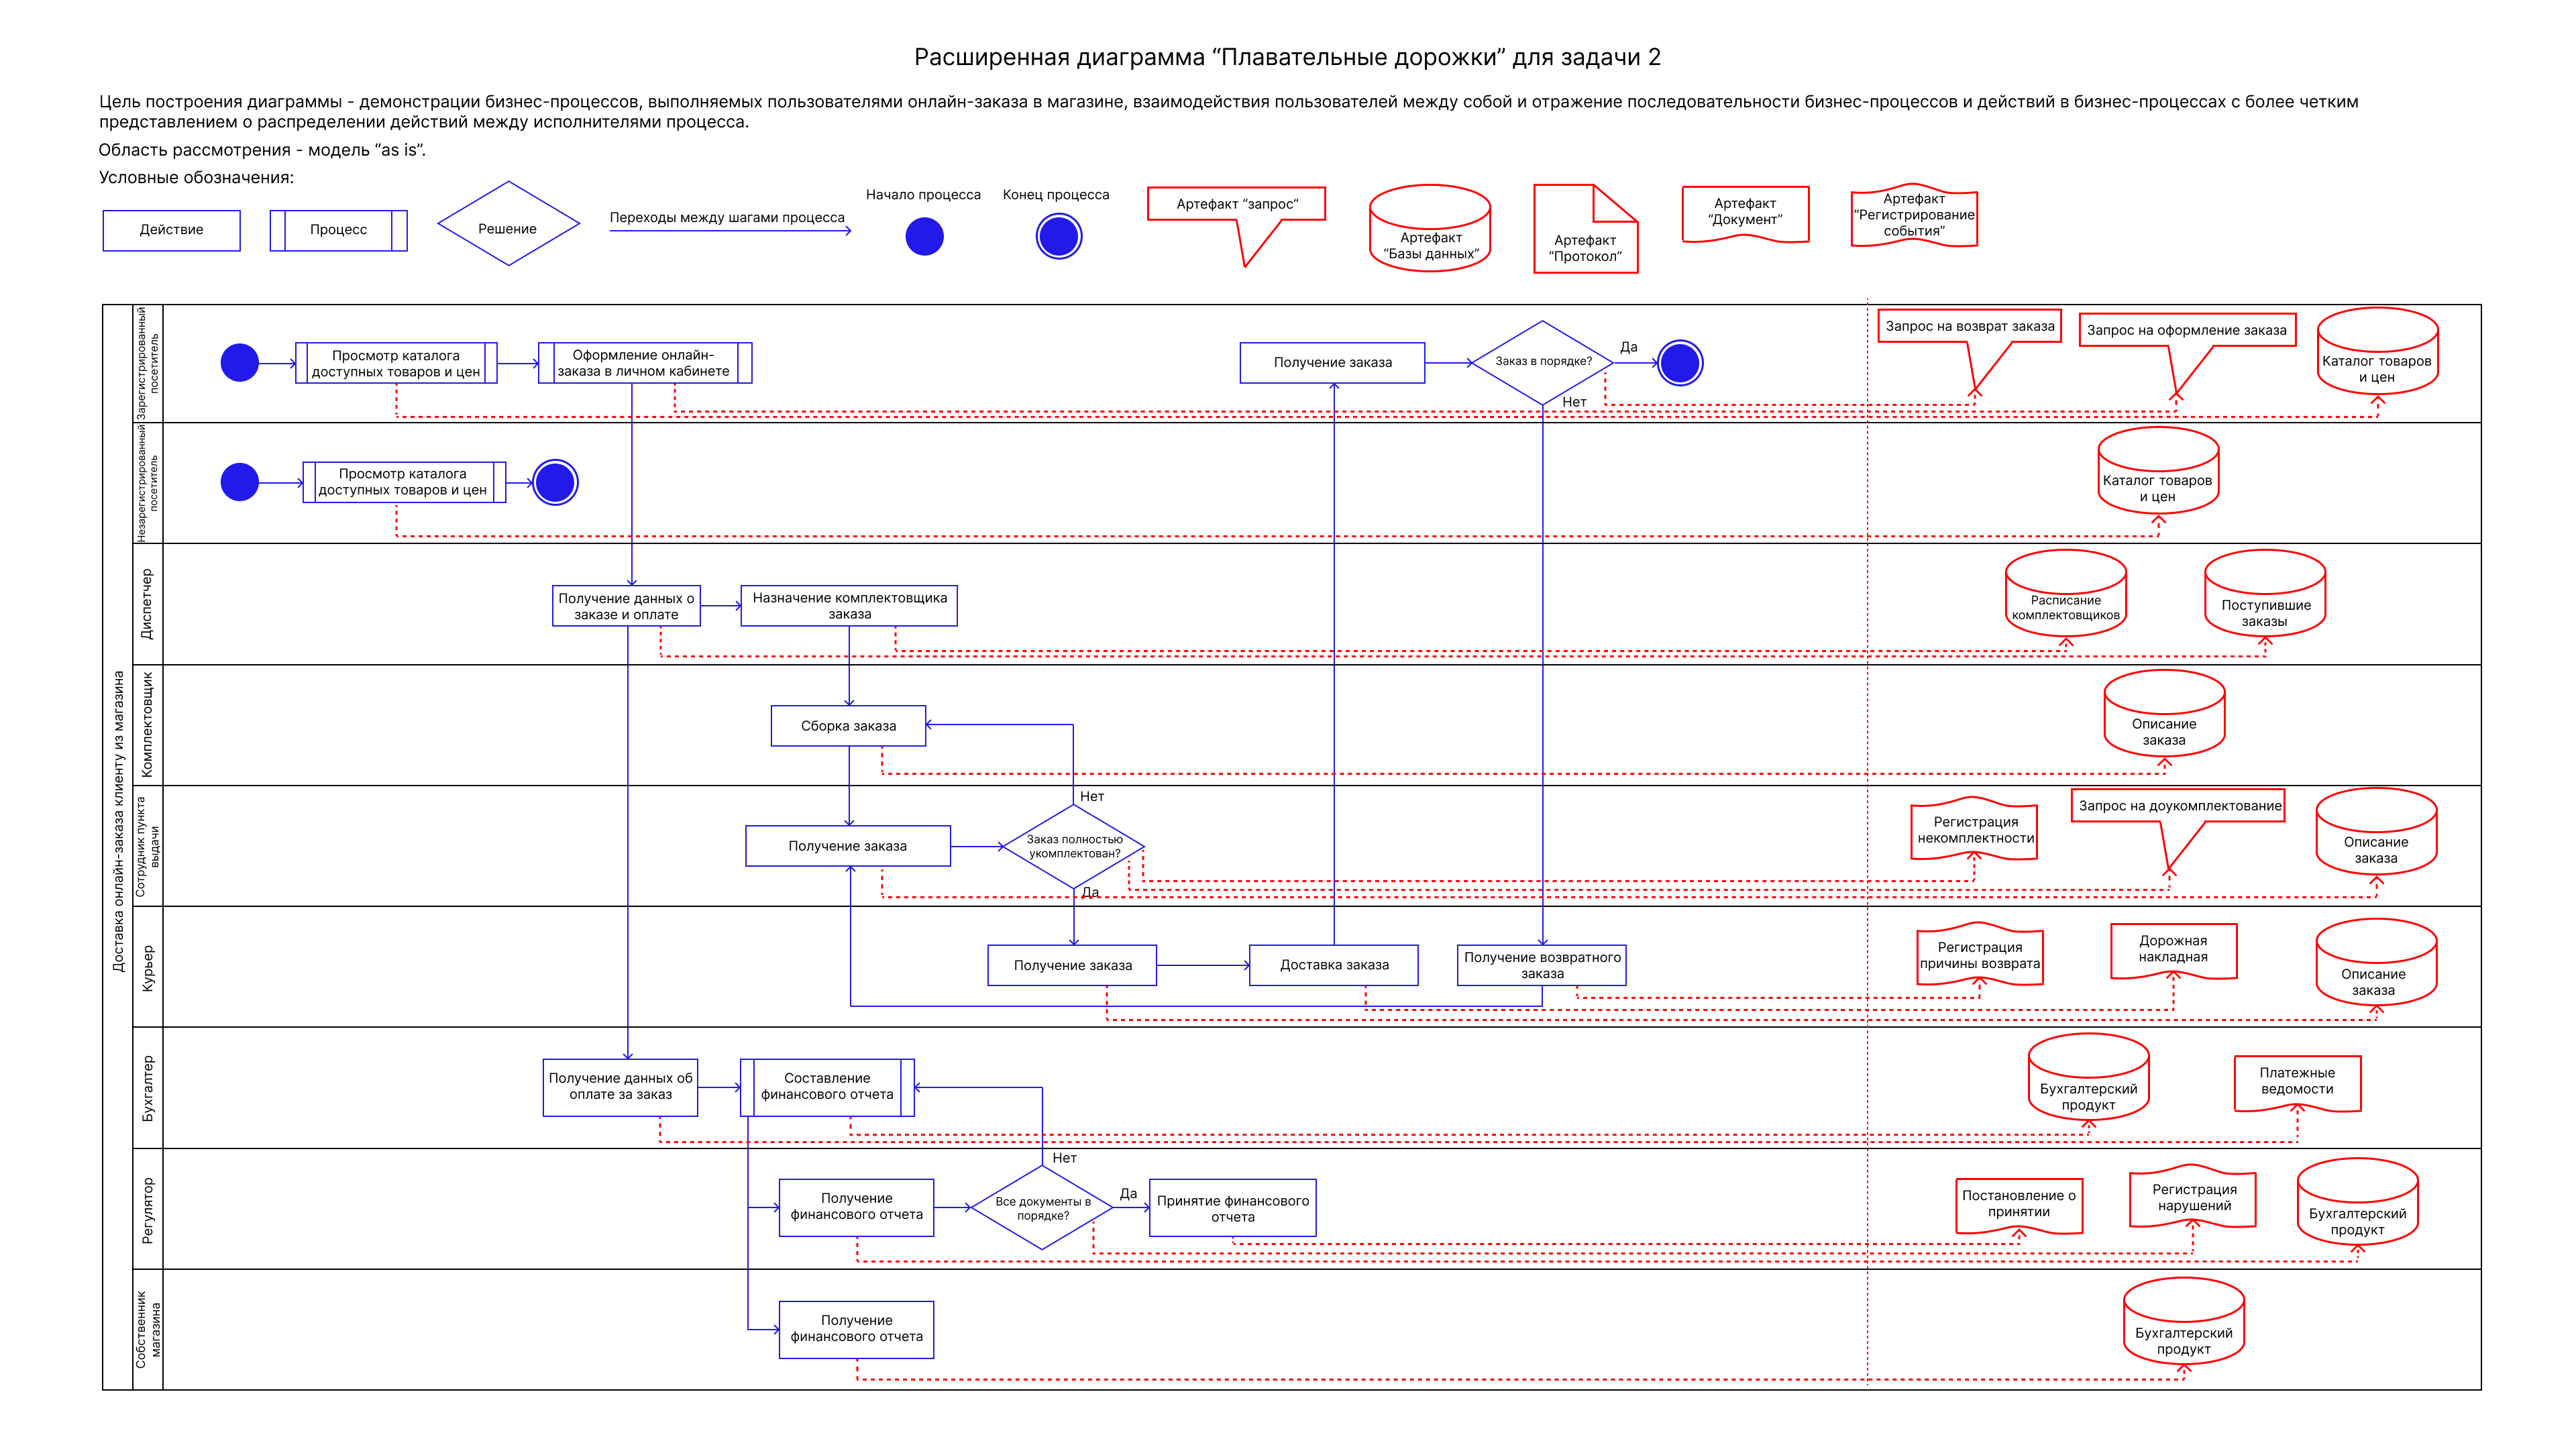 Расширенная диаграмма “Плавательные дорожки” для задачи 2
Цель построения диаграммы - демонстрации бизнес-процессов, выполняемых пользователями онлайн-заказа в магазине, взаимодействия пользователей между собой и отражение последовательности бизнес-процессов и действий в бизнес-процессах с более четким
представлением о распределении действий между исполнителями процесса.
Область рассмотрения - модель “as is”.
Условные обозначения:
Действие
Процесс
Решение
Переходы между шагами процесса
Начало процесса
Конец процесса
Артефакт “запрос”
Артефакт
“Базы данных”
Артефакт
“Протокол”
Артефакт
“Документ”
Артефакт
“Регистрирование
события”
Доставка онлайн-заказа клиенту из магазина
Зарегистрированный
посетитель
Просмотр каталога
доступных товаров и цен
Оформление онлайн-
заказа в личном кабинете
Получение заказа
Заказ в порядке?
Да
Нет
Запрос на возврат заказа
Запрос на оформление заказа
Каталог товаров
и цен
Незарегистрированный
посетитель
Просмотр каталога
доступных товаров и цен
Каталог товаров
и цен
Диспетчер
Получение данных о
заказе и оплате
Назначение комплектовщика
заказа
Расписание
комплектовщиков
Поступившие
заказы
Комплектовщик
Сборка заказа
Описание
заказа
Сотрудник пункта
выдачи
Получение заказа
Заказ полностью
укомплектован?
Нет
Да
Регистрация
некомплектности
Запрос на доукомплектование
Описание
заказа
Курьер
Получение заказа
Доставка заказа
Получение возвратного
заказа
Регистрация
причины возврата
Дорожная
накладная
Описание
заказа
Бухгалтер
Получение данных об
оплате за заказ
Составление
финансового отчета
Бухгалтерский
продукт
Платежные
ведомости
Регулятор
Получение
финансового отчета
Все документы в
порядке?
Нет
Да
Принятие финансового
отчета
Постановление о
принятии
Регистрация
нарушений
Бухгалтерский
продукт
Собственник
магазина
Получение
финансового отчета
Бухгалтерский
продукт